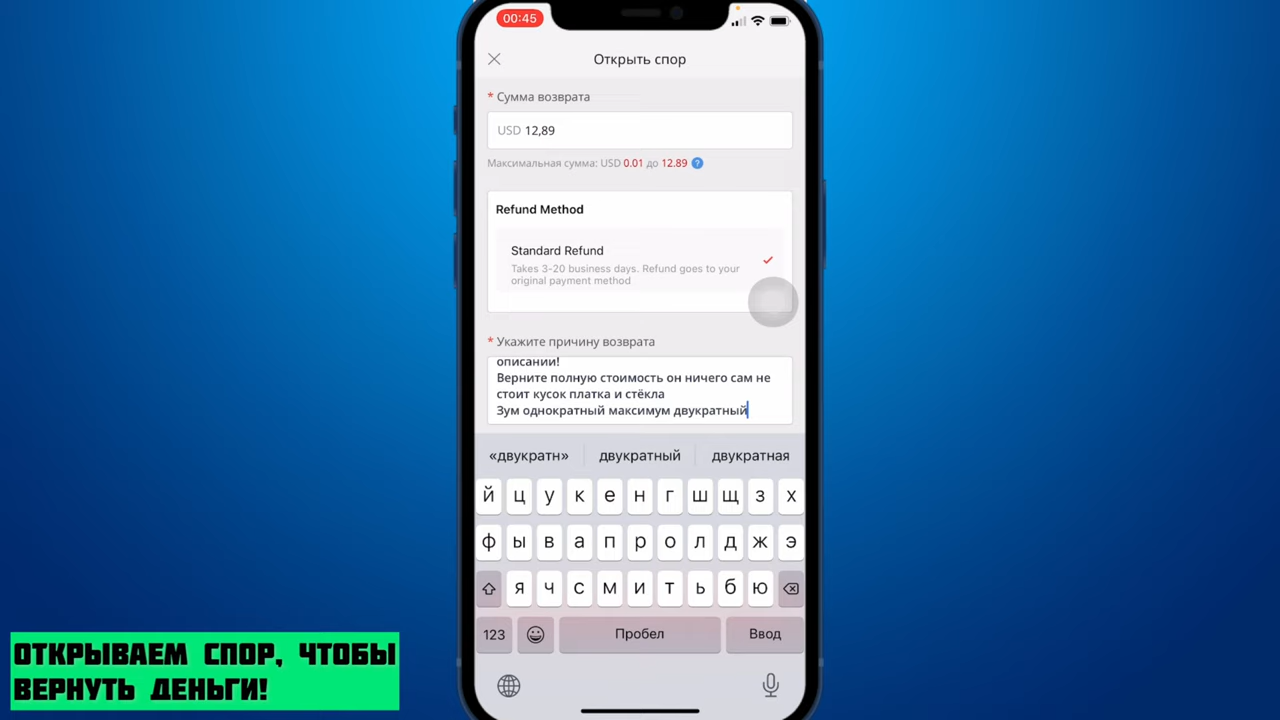 00:45
Открыть спор
* Сумма возврата
USD 12,89
Максимальная сумма: USD 0.01 до 12.89 ?
Refund Method
Standard Refund
Takes 3-20 business days. Refund goes to your
original payment method
* Укажите причину возврата
описании!
Верните полную стоимость он ничего сам не
стоит кусок платка и стёкла
Зум однократный максимум двукратный
«двукратн» двукратный двукратная
й ц у к е н г ш щ з х
ф ы в а п р о л д ж э
я ч с м и т ь б ю
123 Пробел Ввод
ОТКРЫВАЕМ СПОР, ЧТОБЫ
ВЕРНУТЬ ДЕНЬГИ!